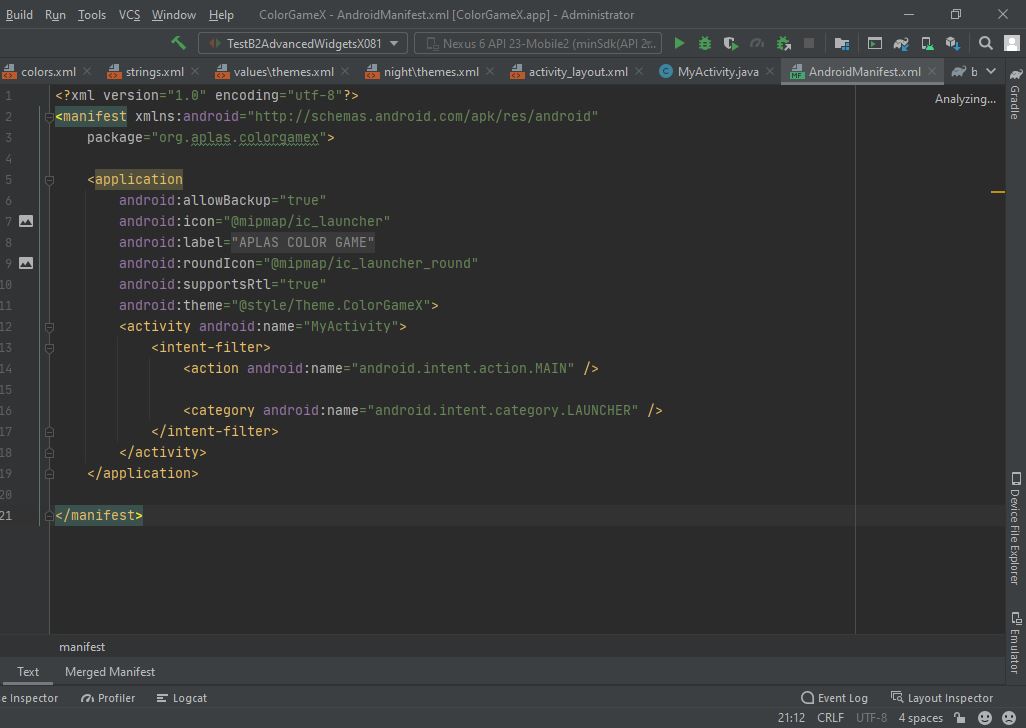 Build Run Tools VCS Window Help ColorGameX - AndroidManifest.xml [ColorGameX.app] - Administrator
TestB2AdvancedWidgetsX081 Nexus 6 API 23-Mobile2 (minSdk(API 2
colors.xml strings.xml values\themes.xml night\themes.xml activity_layout.xml MyActivity.java AndroidManifest.xml b
Analyzing...
Gradle
1 <?xml version="1.0" encoding="utf-8"?>
2 <manifest xmlns:android="http://schemas.android.com/apk/res/android"
3 package="org.aplas.colorgamex">
4
5 <application
6 android:allowBackup="true"
7 android:icon="@mipmap/ic_launcher"
8 android:label="APLAS COLOR GAME"
9 android:roundIcon="@mipmap/ic_launcher_round"
10 android:supportsRtl="true"
11 android:theme="@style/Theme.ColorGameX">
12 <activity android:name="MyActivity">
13 <intent-filter>
14 <action android:name="android.intent.action.MAIN" />
15
16 <category android:name="android.intent.category.LAUNCHER" />
17 </intent-filter>
18 </activity>
19 </application>
20
21 </manifest>
Device File Explorer
Emulator
manifest
Text Merged Manifest
e Inspector Profiler Logcat Event Log Layout Inspector
21:12 CRLF UTF-8 4 spaces